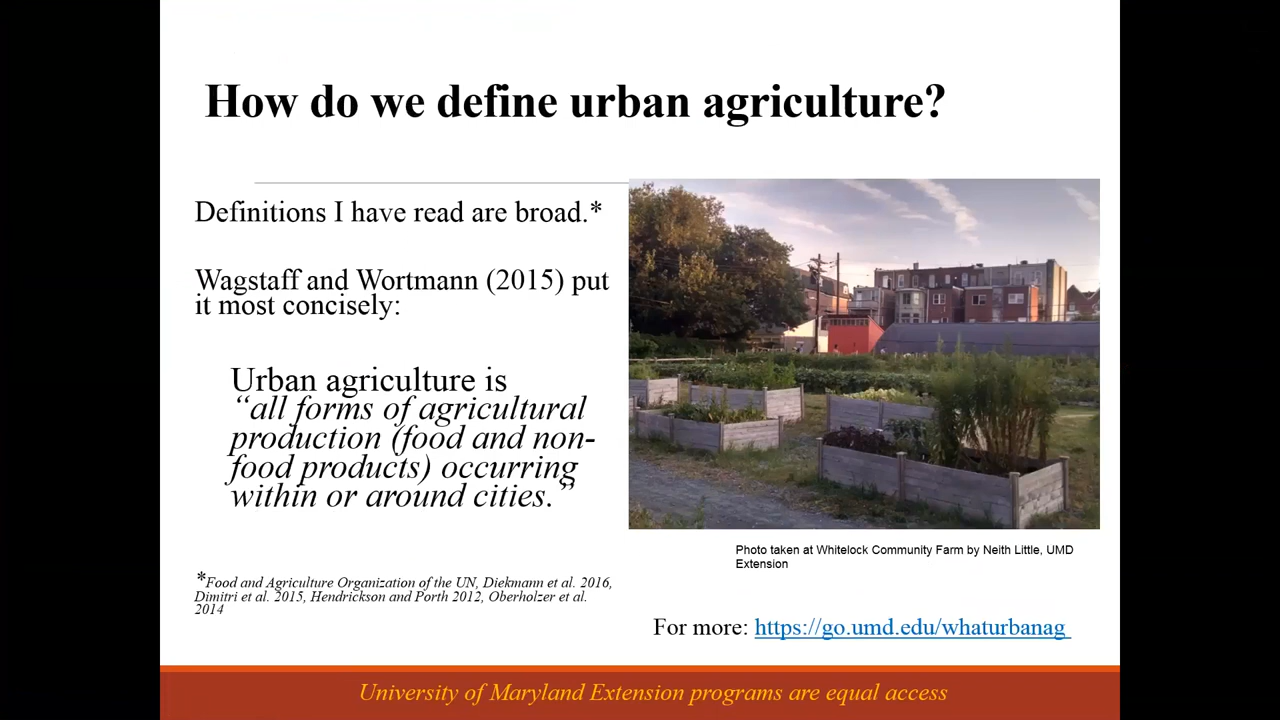 How do we define urban agriculture?
Definitions I have read are broad.*
Wagstaff and Wortmann (2015) put
it most concisely:
Urban agriculture is
“all forms of agricultural
production (food and non-
food products) occurring
within or around cities.”
*Food and Agriculture Organization of the UN, Diekmann et al. 2016,
Dimitri et al. 2015, Hendrickson and Porth 2012, Oberholzer et al.
2014
Photo taken at Whitelock Community Farm by Neith Little, UMD
Extension
For more: https://go.umd.edu/whaturbanag
University of Maryland Extension programs are equal access